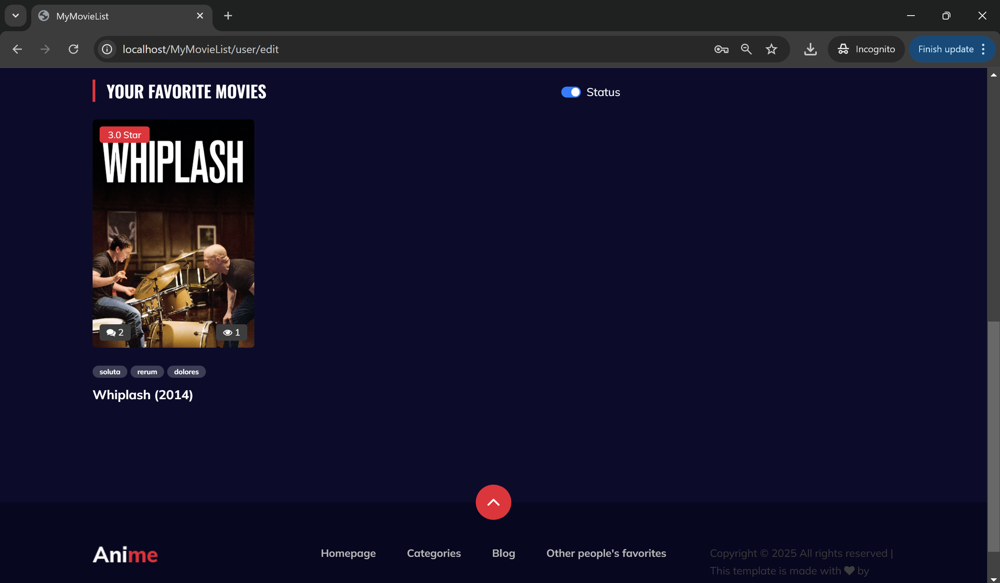 MyMovieList
localhost/MyMovieList/user/edit
Incognito
Finish update
YOUR FAVORITE MOVIES
Status
3.0 Star
WHIPLASH
2
1
soluta rerum dolores
Whiplash (2014)
Anime
Homepage Categories Blog Other people's favorites
Copyright © 2025 All rights reserved |
This template is made with ♥ by